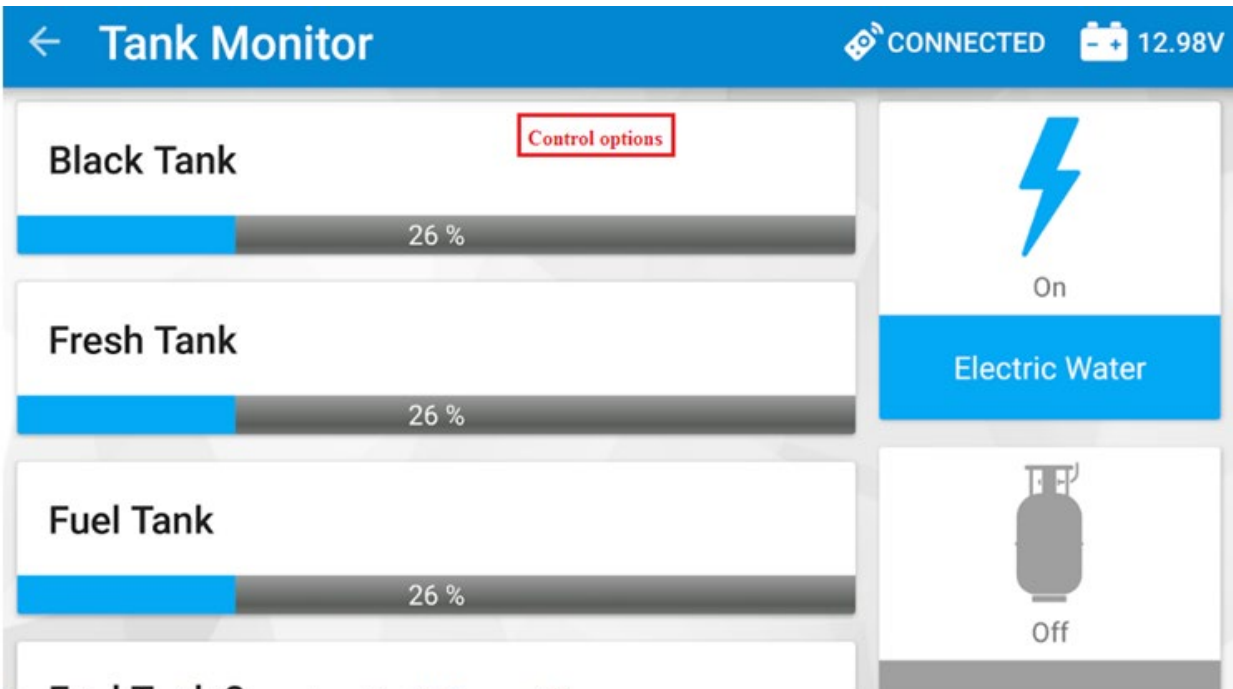 Tank Monitor
CONNECTED
12.98V
Control options
Black Tank
26 %
Fresh Tank
26 %
Fuel Tank
26 %
On
Electric Water
Off